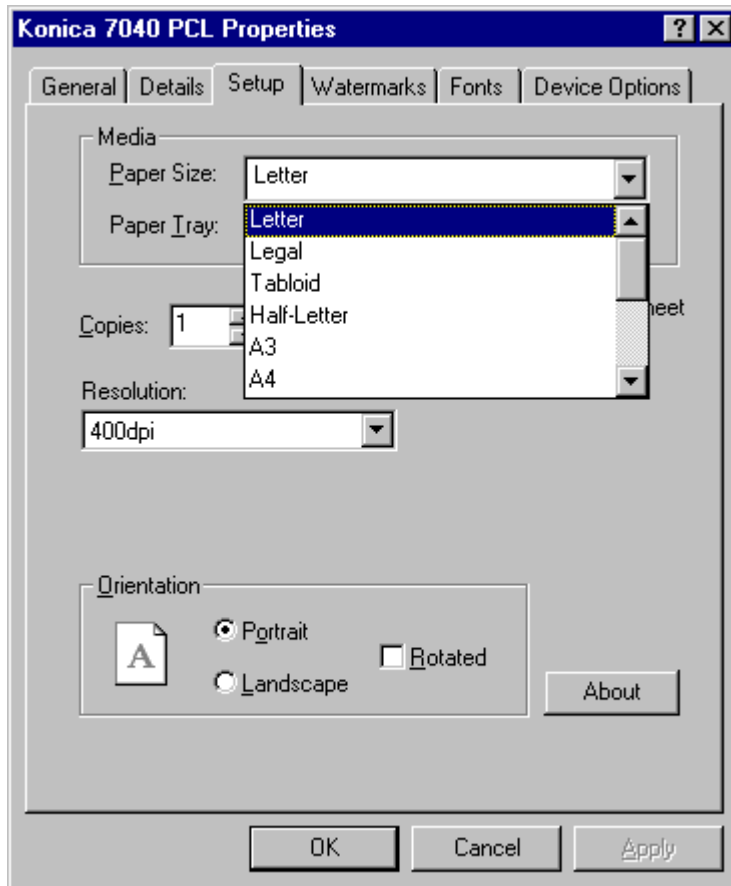 Konica 7040 PCL Properties
General Details Setup Watermarks Fonts Device Options
Media
Paper Size: Letter
Paper Tray: Letter
Legal
Tabloid
Half-Letter
A3
A4
Copies: 1
Resolution:
400dpi
Orientation
A
Portrait
Rotated
Landscape
About
OK Cancel Apply